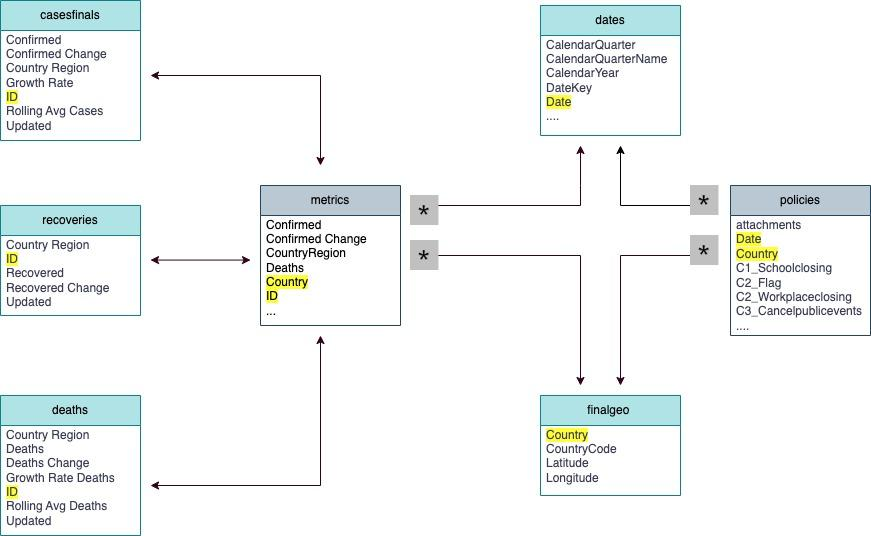 casesfinals
Confirmed
Confirmed Change
Country Region
Growth Rate
ID
Rolling Avg Cases
Updated
dates
CalendarQuarter
CalendarQuarterName
CalendarYear
DateKey
Date
....
recoveries
Country Region
ID
Recovered
Recovered Change
Updated
metrics
Confirmed
Confirmed Change
CountryRegion
Deaths
Country
ID
...
*
*
*
*
policies
attachments
Date
Country
C1_Schoolclosing
C2_Flag
C2_Workplaceclosing
C3_Cancelpublicevents
....
deaths
Country Region
Deaths
Deaths Change
Growth Rate Deaths
ID
Rolling Avg Deaths
Updated
finalgeo
Country
CountryCode
Latitude
Longitude